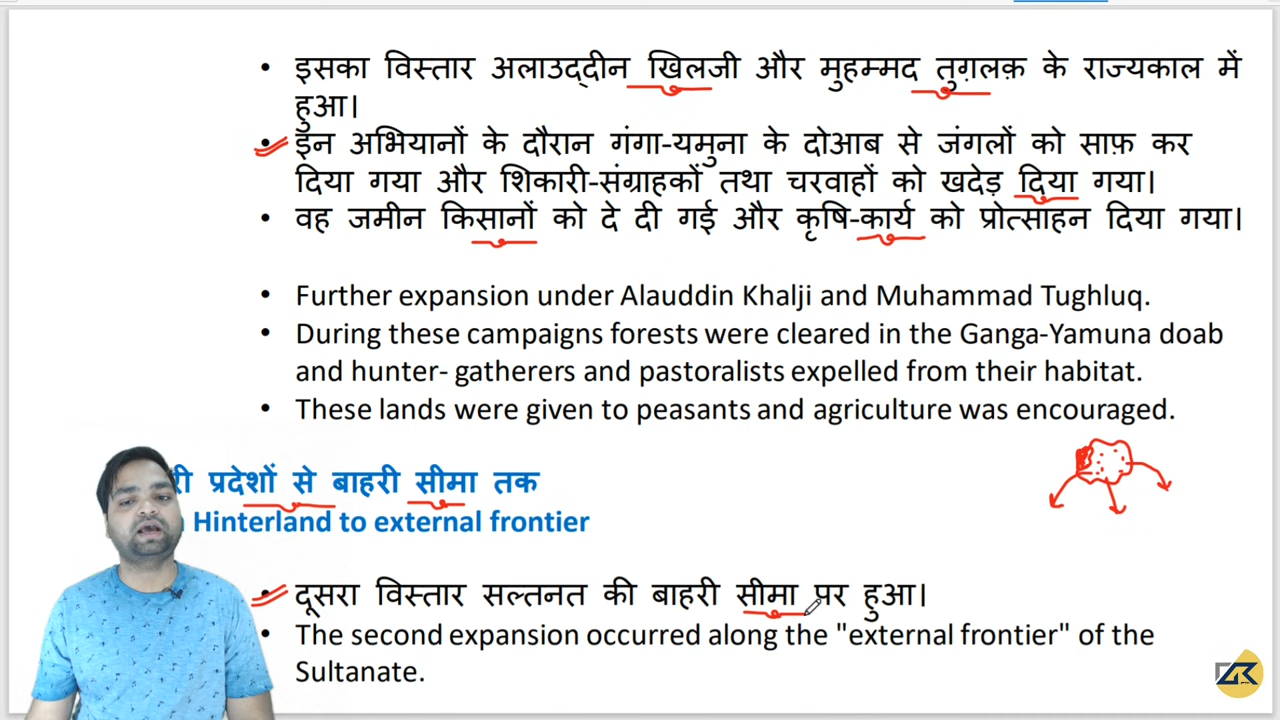 इसका विस्तार अलाउद्दीन खिलजी और मुहम्मद तुग़लक़ के राज्यकाल में
हुआ।
इन अभियानों के दौरान गंगा-यमुना के दोआब से जंगलों को साफ़ कर
दिया गया और शिकारी-संग्राहकों तथा चरवाहों को खदेड़ दिया गया।
वह जमीन किसानों को दे दी गई और कृषि-कार्य को प्रोत्साहन दिया गया।
Further expansion under Alauddin Khalji and Muhammad Tughluq.
During these campaigns forests were cleared in the Ganga-Yamuna doab
and hunter- gatherers and pastoralists expelled from their habitat.
These lands were given to peasants and agriculture was encouraged.
प्रदेशों से बाहरी सीमा तक
Hinterland to external frontier
दूसरा विस्तार सल्तनत की बाहरी सीमा पर हुआ।
The second expansion occurred along the "external frontier" of the
Sultanate.